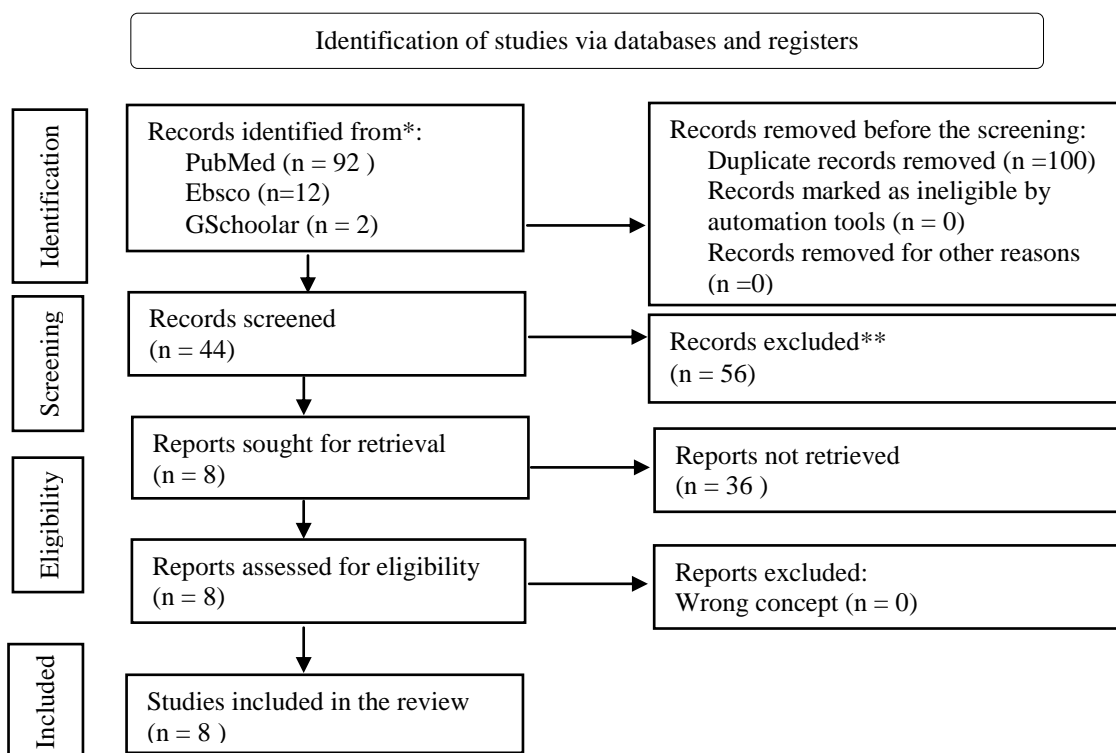 Identification of studies via databases and registers
Identification
Records identified from*:
PubMed (n = 92 )
Ebsco (n=12)
GSchoolar (n = 2)
Records removed before the screening:
Duplicate records removed (n =100)
Records marked as ineligible by
automation tools (n = 0)
Records removed for other reasons
(n =0)
Screening
Records screened
(n = 44)
Records excluded**
(n = 56)
Reports sought for retrieval
(n = 8)
Reports not retrieved
(n = 36 )
Eligibility
Reports assessed for eligibility
(n = 8)
Reports excluded:
Wrong concept (n = 0)
Included
Studies included in the review
(n = 8 )